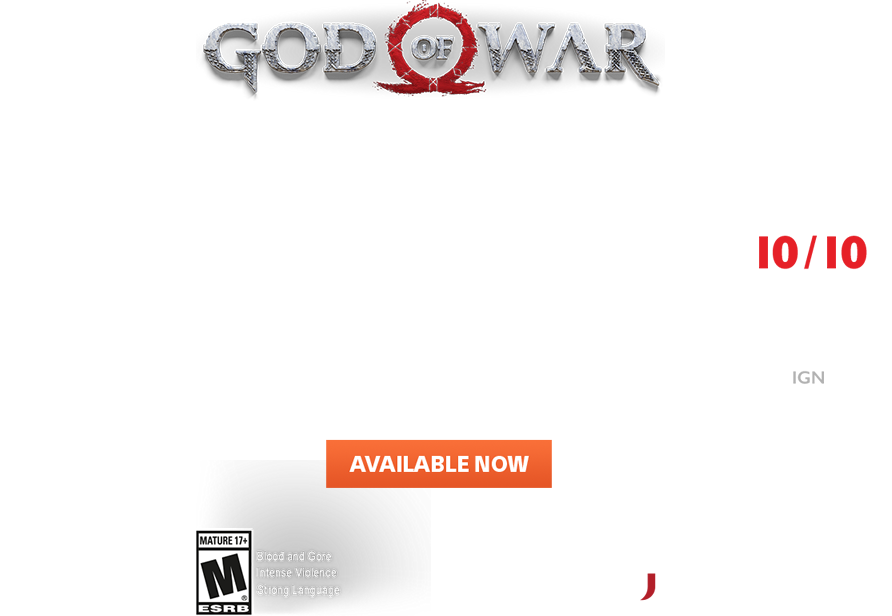 GOD OF WAR
10/10
IGN
AVAILABLE NOW
MATURE 17+
M
®
ESRB
Blood and Gore
Intense Violence
Strong Language